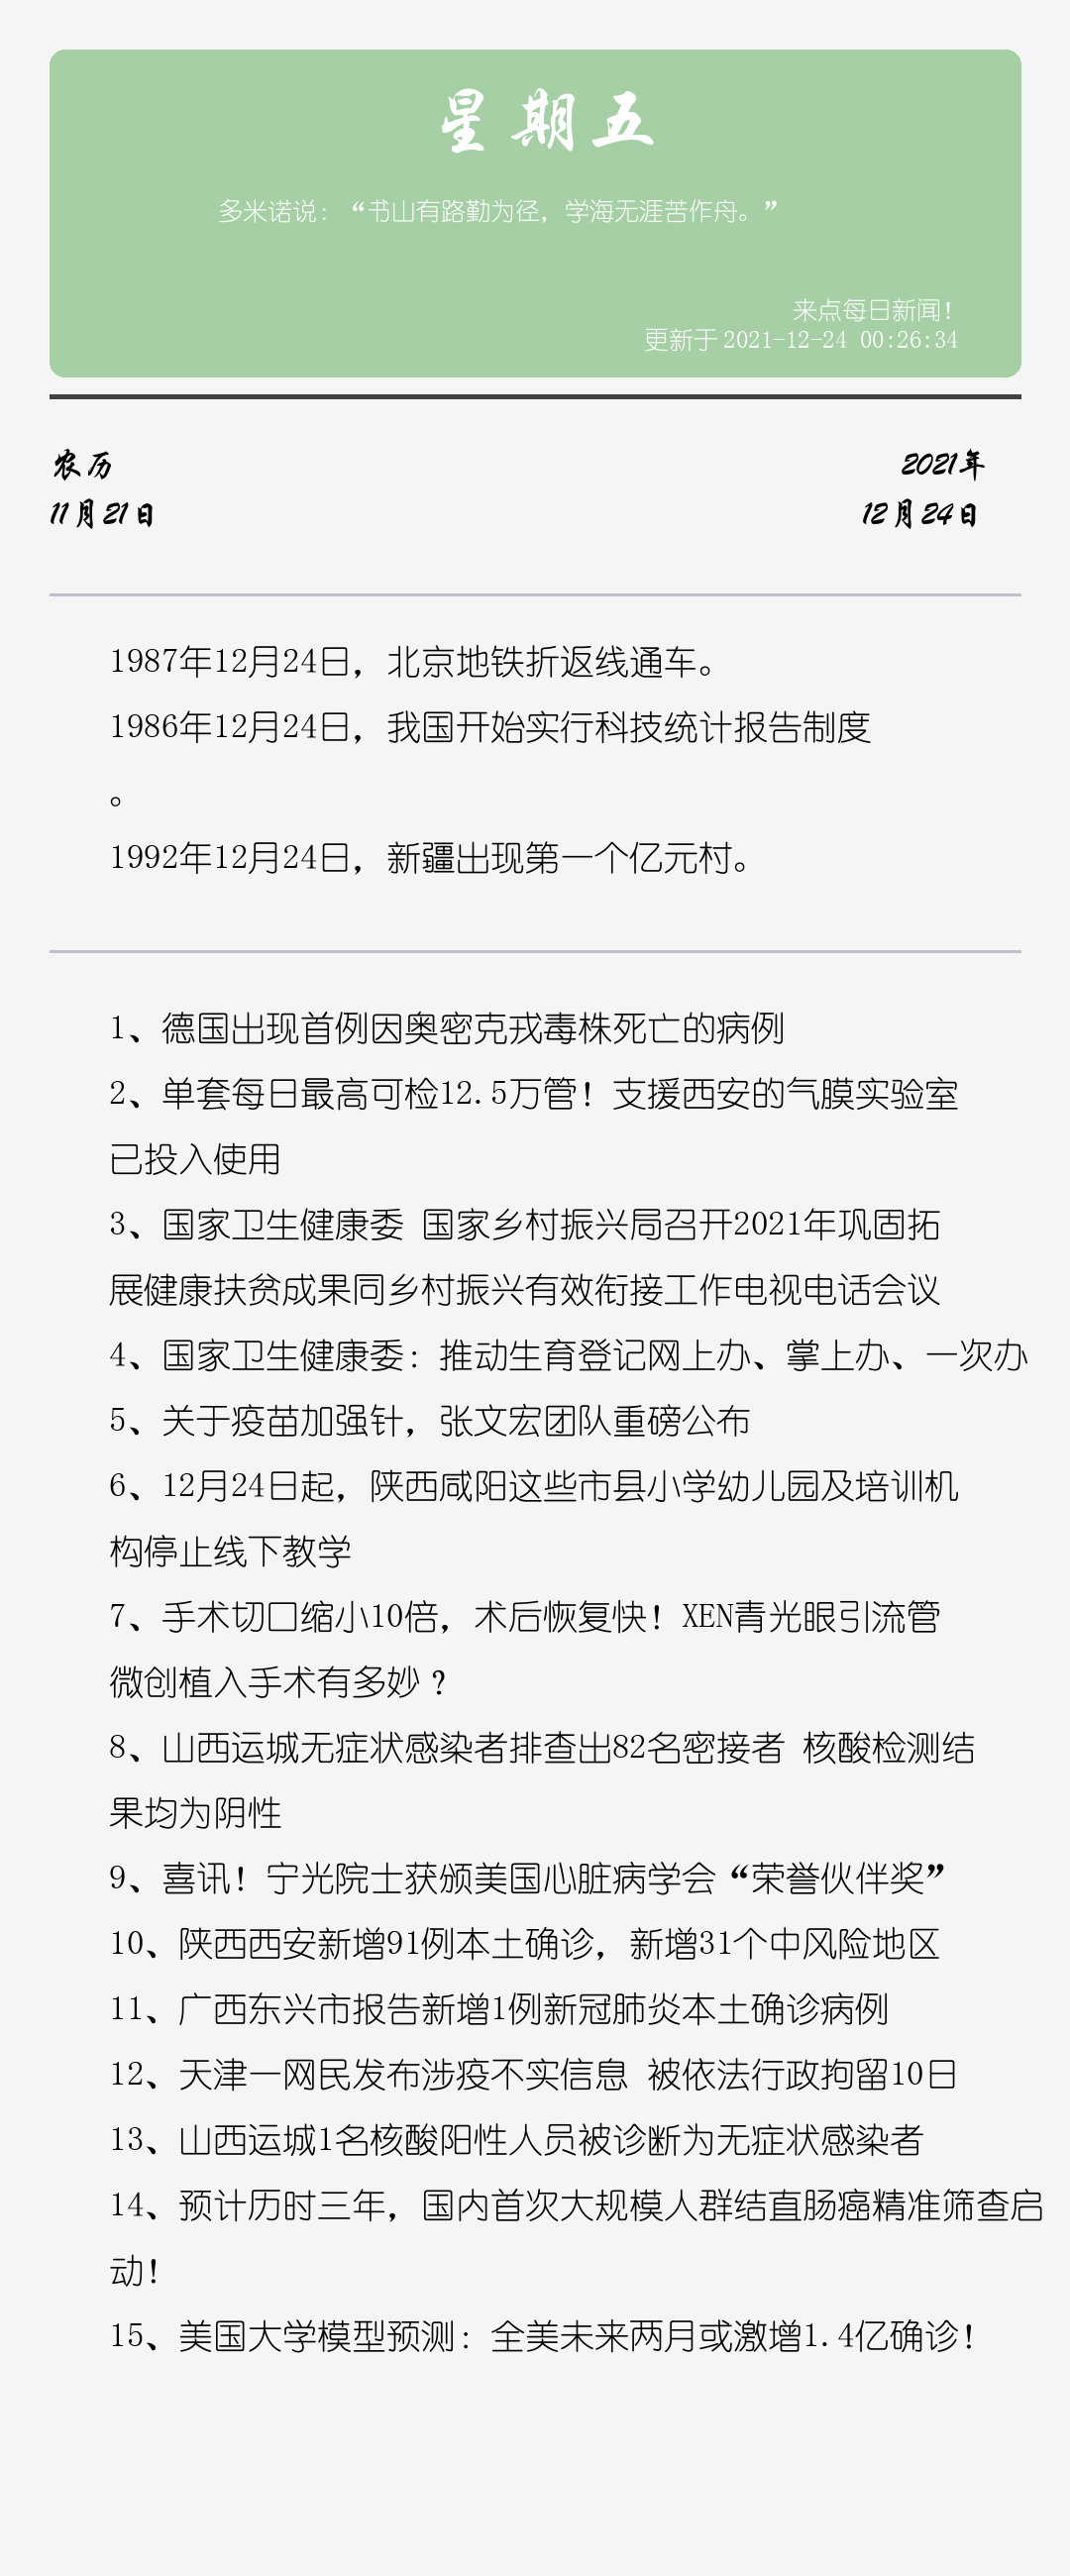 星期五
多米诺说：“书山有路勤为径，学海无涯苦作舟。”
来点每日新闻！
更新于 2021-12-24 00:26:34
农历
2021年
11月21日
12月24日
1987年12月24日，北京地铁折返线通车。
1986年12月24日，我国开始实行科技统计报告制度
。
1992年12月24日，新疆出现第一个亿元村。
1、德国出现首例因奥密克戎毒株死亡的病例
2、单套每日最高可检12.5万管！支援西安的气膜实验室
已投入使用
3、国家卫生健康委 国家乡村振兴局召开2021年巩固拓
展健康扶贫成果同乡村振兴有效衔接工作电视电话会议
4、国家卫生健康委：推动生育登记网上办、掌上办、一次办
5、关于疫苗加强针，张文宏团队重磅公布
6、12月24日起，陕西咸阳这些市县小学幼儿园及培训机
构停止线下教学
7、手术切口缩小10倍，术后恢复快！XEN青光眼引流管
微创植入手术有多妙？
8、山西运城无症状感染者排查出82名密接者 核酸检测结
果均为阴性
9、喜讯！宁光院士获颁美国心脏病学会“荣誉伙伴奖”
10、陕西西安新增91例本土确诊，新增31个中风险地区
11、广西东兴市报告新增1例新冠肺炎本土确诊病例
12、天津一网民发布涉疫不实信息 被依法行政拘留10日
13、山西运城1名核酸阳性人员被诊断为无症状感染者
14、预计历时三年，国内首次大规模人群结直肠癌精准筛查启
动！
15、美国大学模型预测：全美未来两月或激增1.4亿确诊！